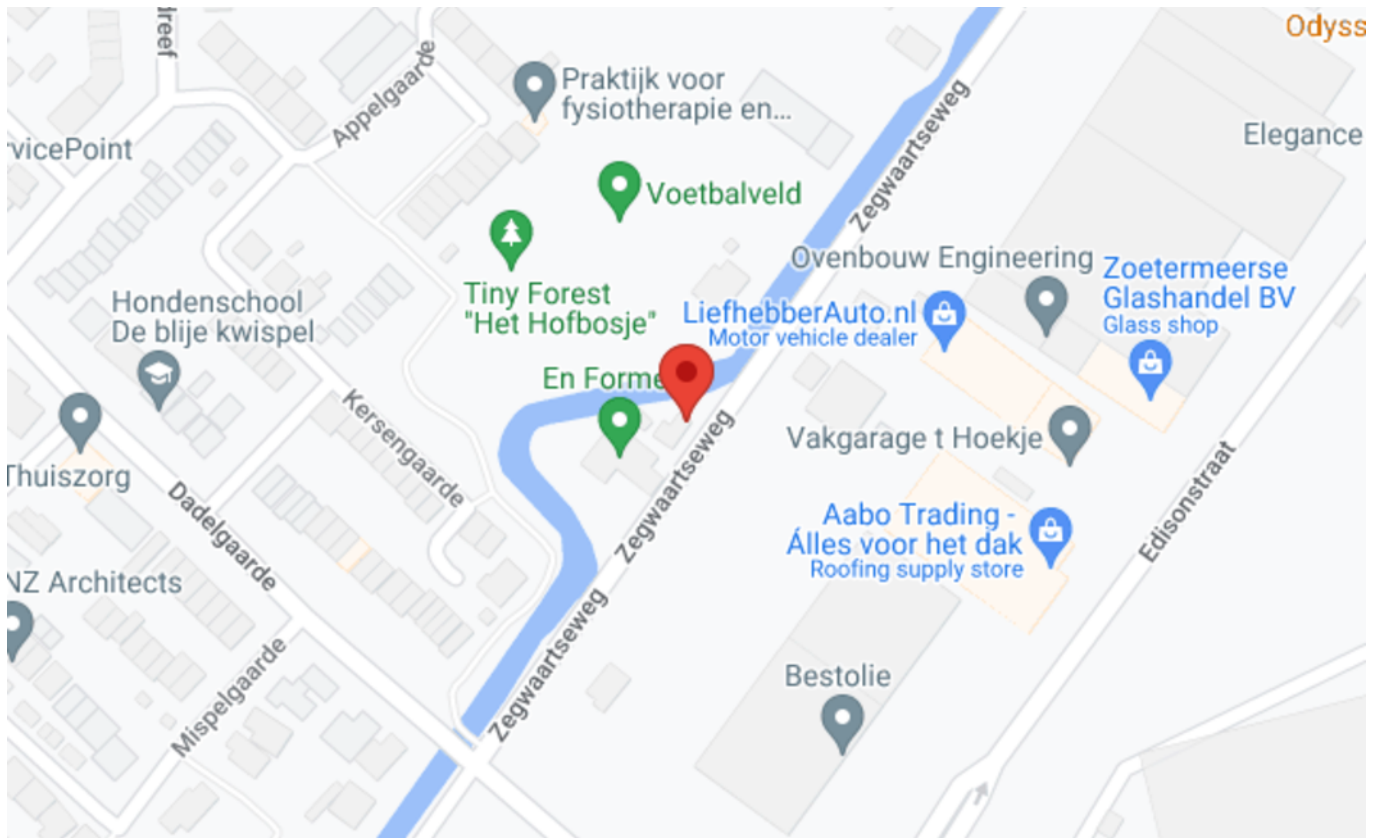 dreef
Odyss
Praktijk voor
fysiotherapie en...
Appelgaarde
Zegwaartseweg
Elegance
vicePoint
Voetbalveld
Ovenbouw Engineering
Zoetermeerse
Glashandel BV
Glass shop
Tiny Forest
"Het Hofbosje"
Hondenschool
De blije kwispel
LiefhebberAuto.nl
Motor vehicle dealer
En Forme
Kersengaarde
Zegwaartseweg
Vakgarage t Hoekje
Thuiszorg
Dadelgaarde
Edisonstraat
Aabo Trading -
Álles voor het dak
Roofing supply store
NZ Architects
Zegwaartseweg
Mispelgaarde
Bestolie